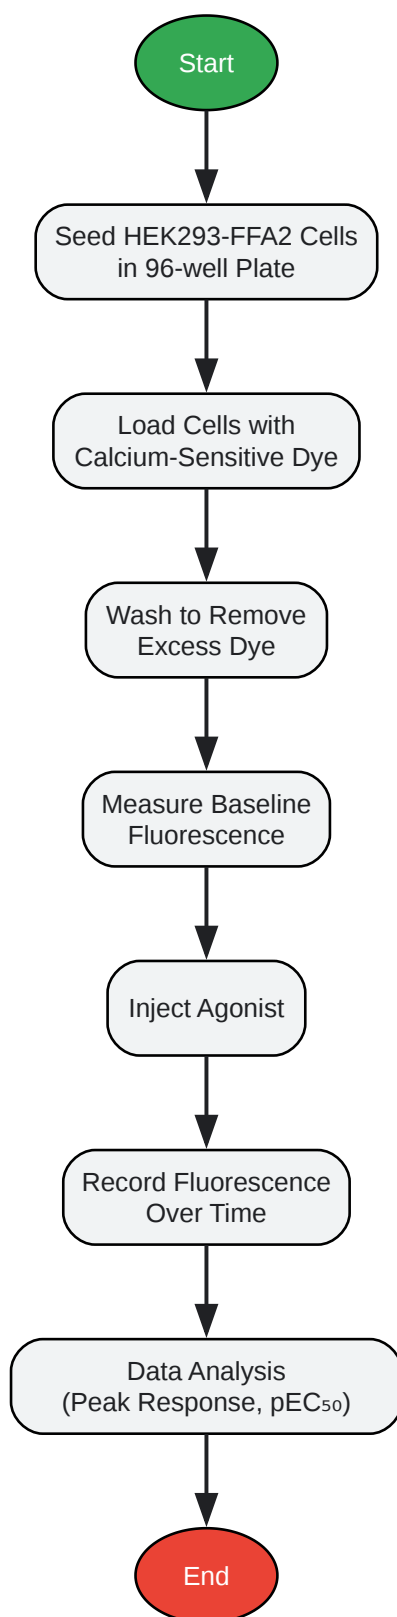 Start
Seed HEK293-FFA2 Cells
in 96-well Plate
Load Cells with
Calcium-Sensitive Dye
Wash to Remove
Excess Dye
Measure Baseline
Fluorescence
Inject Agonist
Record Fluorescence
Over Time
Data Analysis
(Peak Response, pEC₅₀)
End